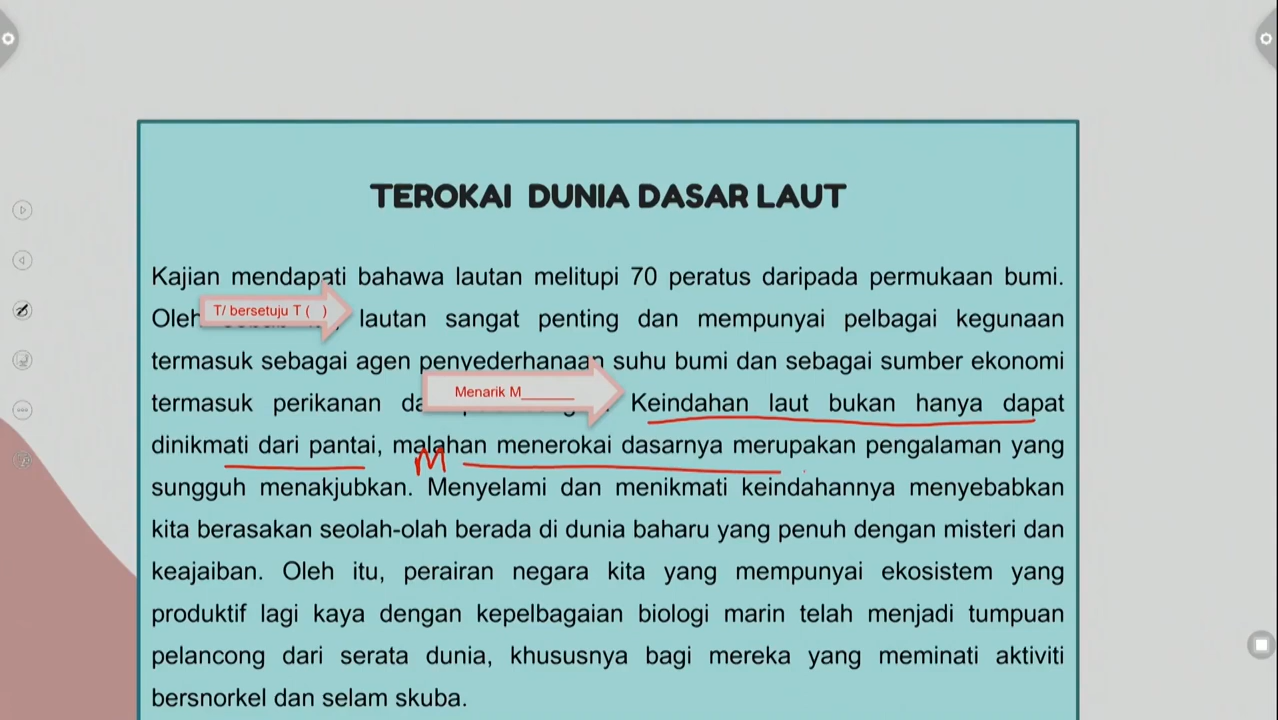 TEROKAI DUNIA DASAR LAUT
Kajian mendapati bahawa lautan melitupi 70 peratus daripada permukaan bumi.
T/ bersetuju T ( )
Oleh lautan sangat penting dan mempunyai pelbagai kegunaan
termasuk sebagai agen penyederhanaan suhu bumi dan sebagai sumber ekonomi
Menarik M______
termasuk perikanan Keindahan laut bukan hanya dapat
dinikmati dari pantai, malahan menerokai dasarnya merupakan pengalaman yang
M
sungguh menakjubkan. Menyelami dan menikmati keindahannya menyebabkan
kita berasakan seolah-olah berada di dunia baharu yang penuh dengan misteri dan
keajaiban. Oleh itu, perairan negara kita yang mempunyai ekosistem yang
produktif lagi kaya dengan kepelbagaian biologi marin telah menjadi tumpuan
pelancong dari serata dunia, khususnya bagi mereka yang meminati aktiviti
bersnorkel dan selam skuba.